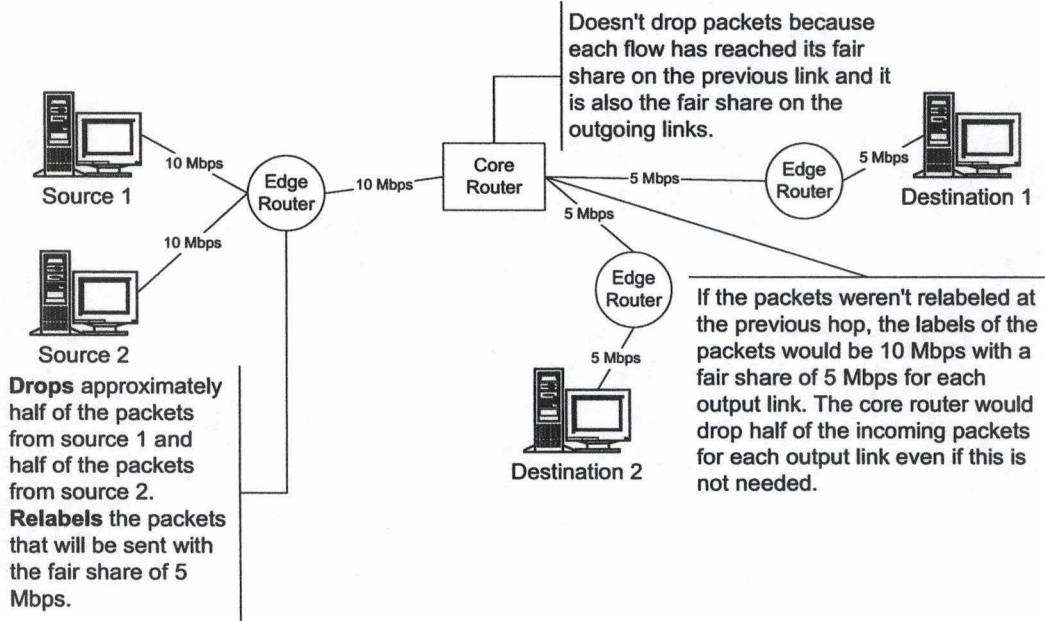 Doesn't drop packets because
each flow has reached its fair
share on the previous link and it
is also the fair share on the
outgoing links.
10 Mbps
Source 1
Edge
Router
10 Mbps
Core
Router
5 Mbps
Edge
Router
5 Mbps
Destination 1
10 Mbps
Source 2
5 Mbps
Edge
Router
5 Mbps
Destination 2
Drops approximately
half of the packets
from source 1 and
half of the packets
from source 2.
Relabels the packets
that will be sent with
the fair share of 5
Mbps.
If the packets weren't relabeled at
the previous hop, the labels of the
packets would be 10 Mbps with a
fair share of 5 Mbps for each
output link. The core router would
drop half of the incoming packets
for each output link even if this is
not needed.